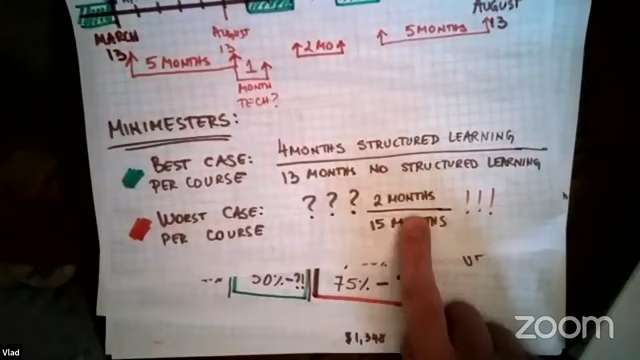 MARCH 13
AUGUST 13
AUGUST 13
5 MONTHS
1 MONTH TECH?
2 MO
5 MONTHS
MINIMESTERS:
BEST CASE: PER COURSE
4 MONTHS STRUCTURED LEARNING
13 MONTHS NO STRUCTURED LEARNING
WORST CASE: PER COURSE
? ? ? 2 MONTHS !!!
75% -
Vlad
zoom